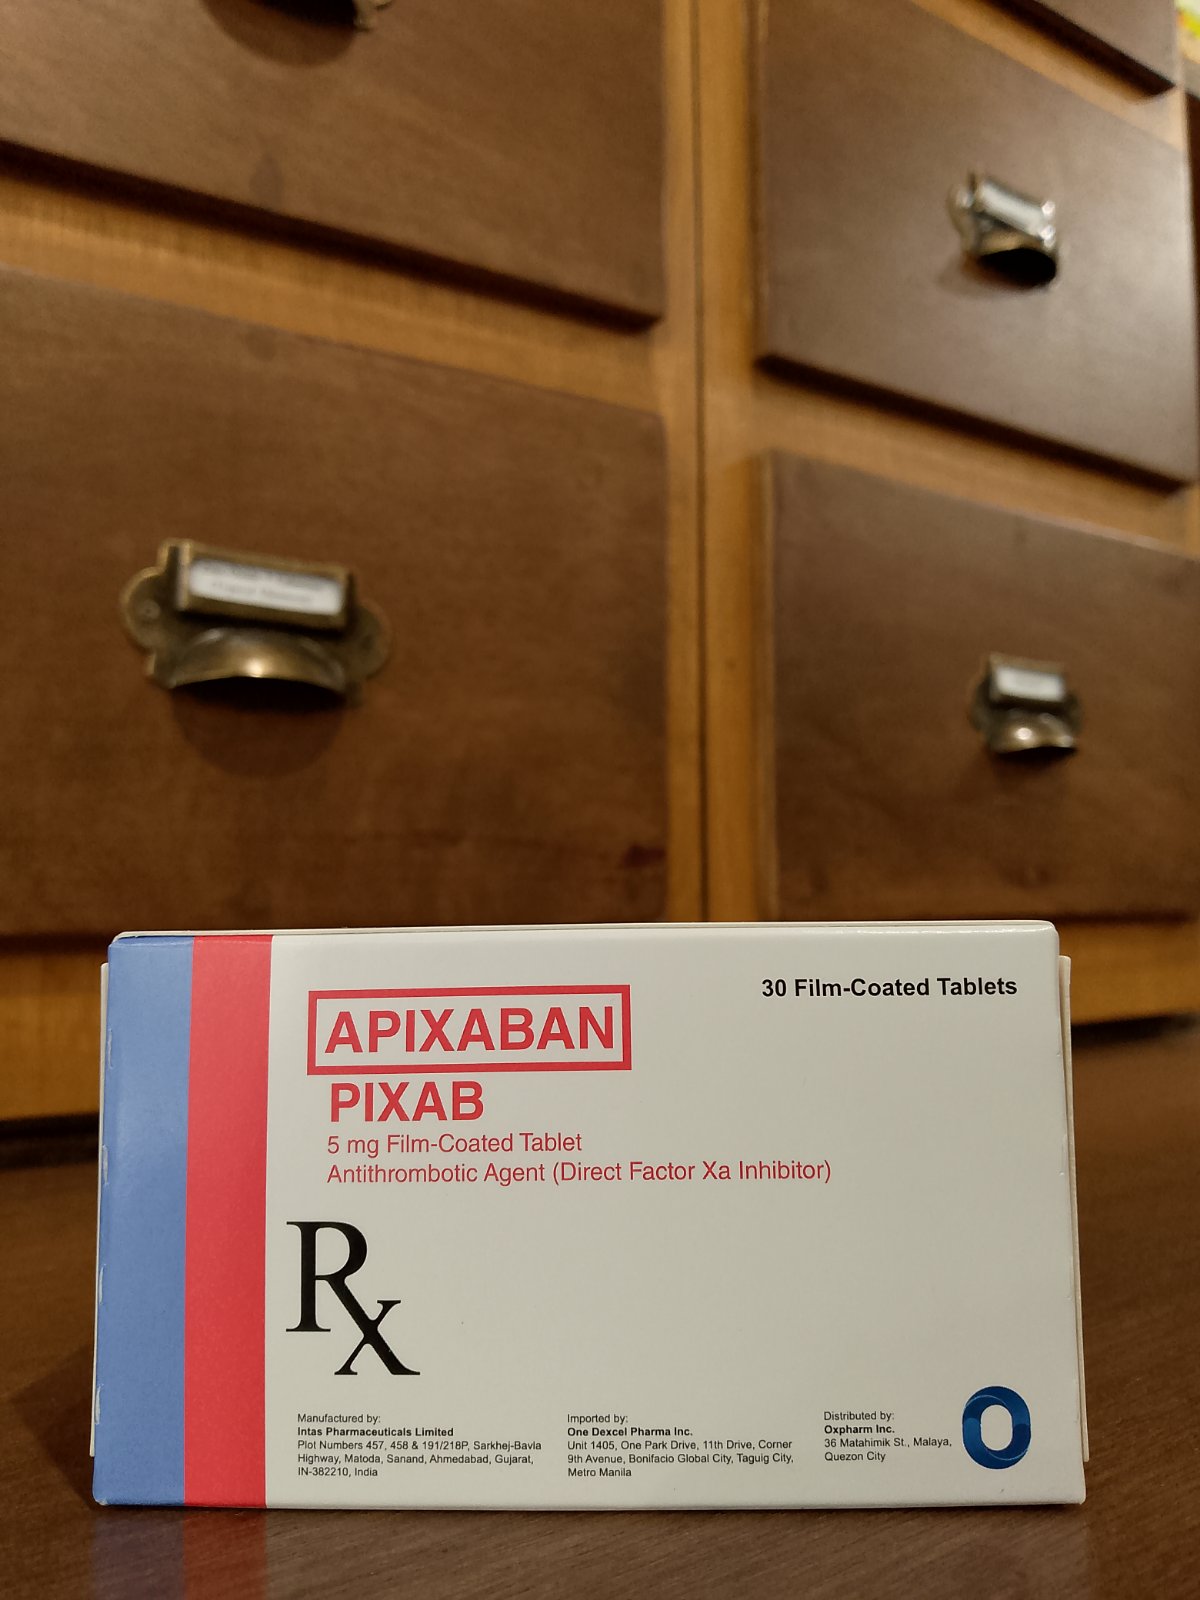 30 Film-Coated Tablets
APIXABAN
PIXAB
5 mg Film-Coated Tablet
Antithrombotic Agent (Direct Factor Xa Inhibitor)
Rx
Manufactured by:
Intas Pharmaceuticals Limited
Plot Numbers 457, 458 & 191/218P, Sarkhej-Bavla
Highway, Matoda, Sanand, Ahmedabad, Gujarat,
IN-382210, India
Imported by:
One Dexcel Pharma Inc.
Unit 1405, One Park Drive, 11th Drive, Corner
9th Avenue, Bonifacio Global City, Taguig City,
Metro Manila
Distributed by:
Oxpharm Inc.
36 Matahimik St., Malaya,
Quezon City